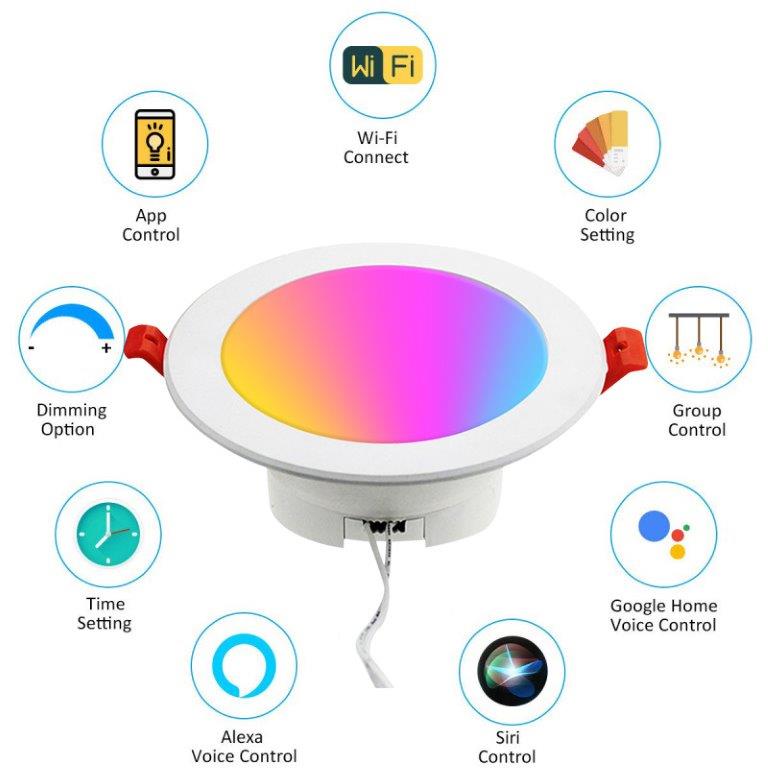 Wi Fi
Wi-Fi
Connect
App
Control
Color
Setting
- +
Dimming
Option
Group
Control
Time
Setting
Google Home
Voice Control
Alexa
Voice Control
Siri
Control